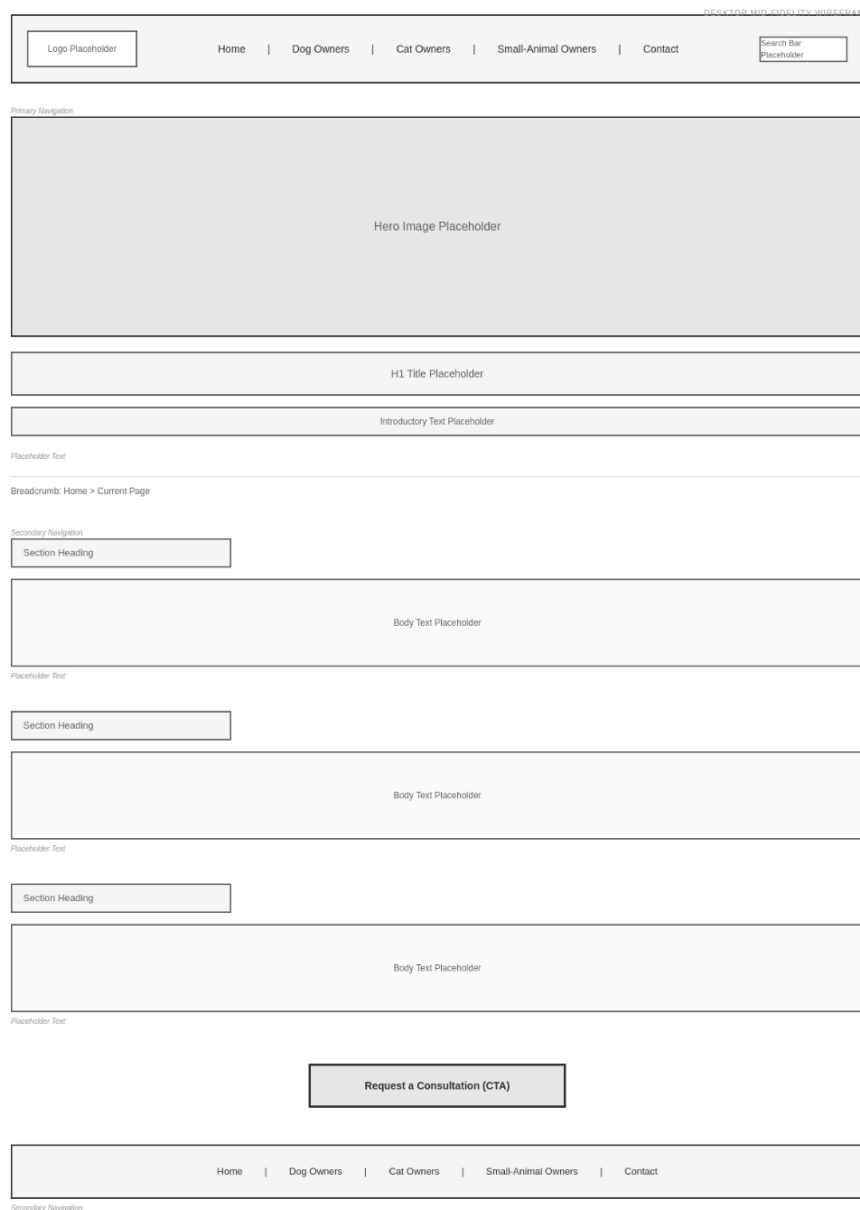 DESKTOP MID-FIDELITY
Logo Placeholder
Home | Dog Owners | Cat Owners | Small-Animal Owners | Contact
Search Bar
Placeholder
Primary Navigation
Hero Image Placeholder
H1 Title Placeholder
Introductory Text Placeholder
Placeholder Text
Breadcrumb: Home > Current Page
Secondary Navigation
Section Heading
Body Text Placeholder
Placeholder Text
Section Heading
Body Text Placeholder
Placeholder Text
Section Heading
Body Text Placeholder
Placeholder Text
Request a Consultation (CTA)
Home | Dog Owners | Cat Owners | Small-Animal Owners | Contact
Secondary Navigation